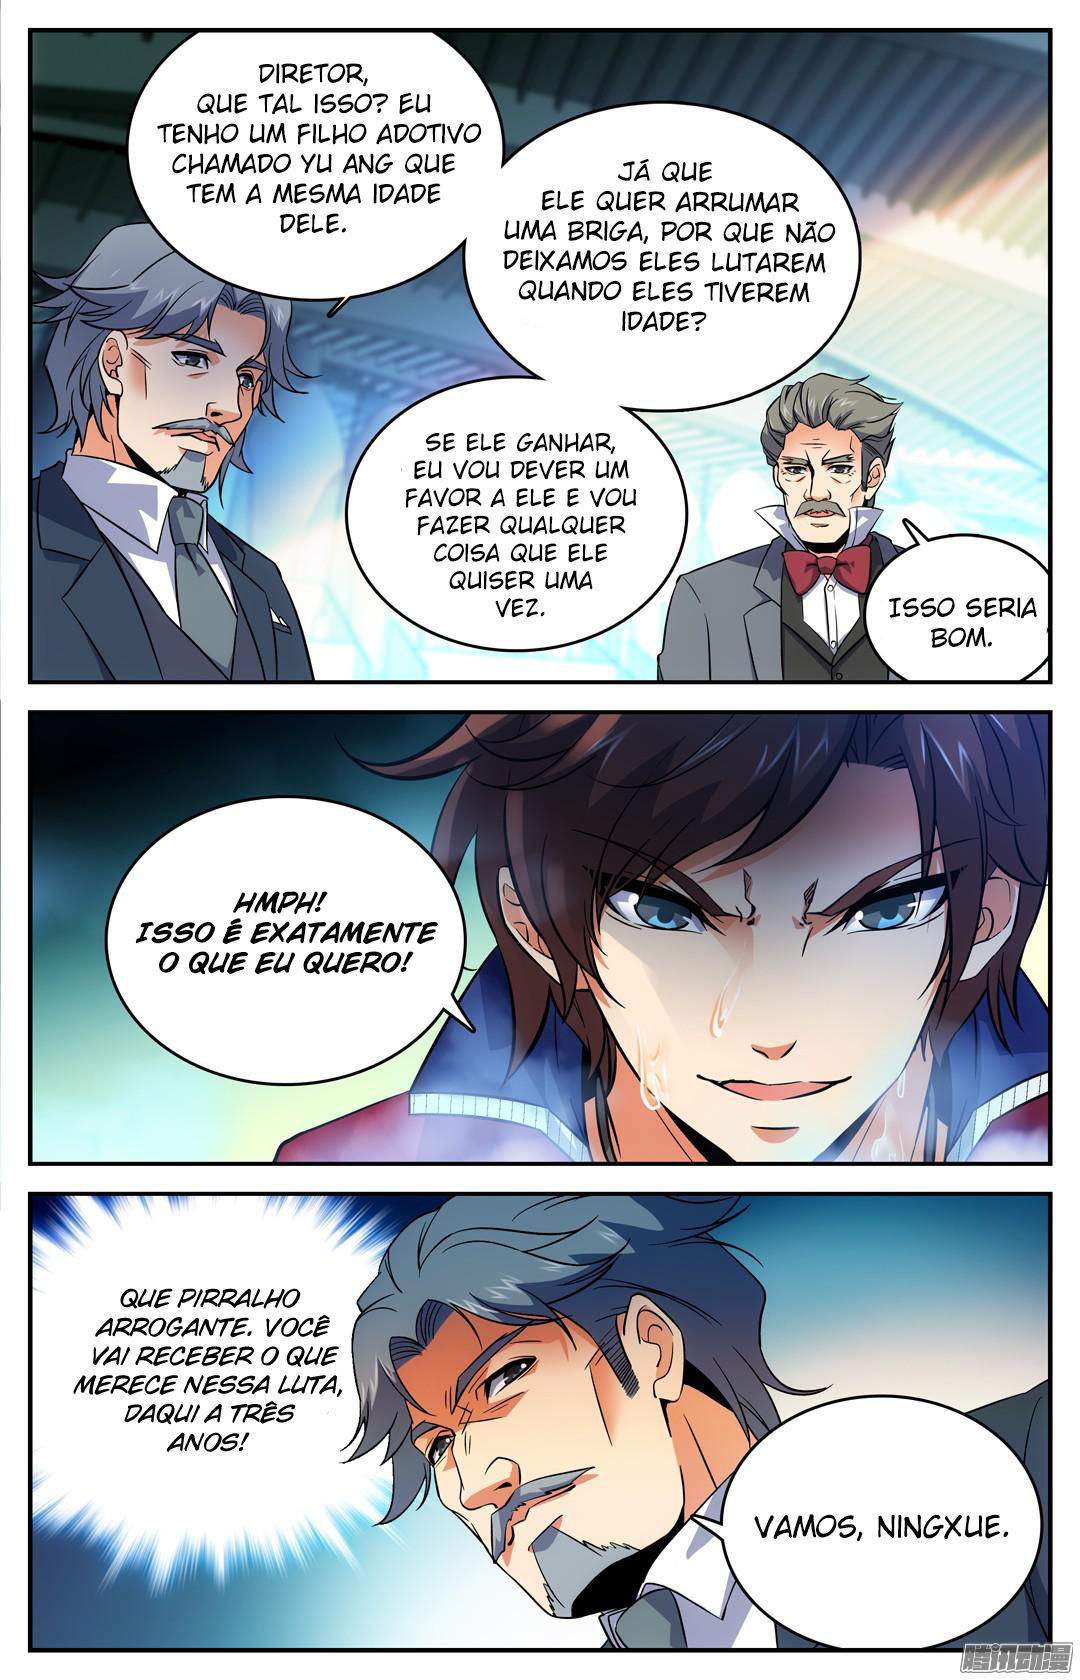 DIRETOR,
QUE TAL ISSO? EU
TENHO UM FILHO ADOTIVO
CHAMADO YU ANG QUE
TEM A MESMA IDADE
DELE.
JÁ QUE
ELE QUER ARRUMAR
UMA BRIGA, POR QUE NÃO
DEIXAMOS ELES LUTAREM
QUANDO ELES TIVEREM
IDADE?
SE ELE GANHAR,
EU VOU DEVER UM
FAVOR A ELE E VOU
FAZER QUALQUER
COISA QUE ELE
QUISER UMA
VEZ.
ISSO SERIA
BOM.
HMPH!
ISSO É EXATAMENTE
O QUE EU QUERO!
QUE PIRRALHO
ARROGANTE. VOCÊ
VAI RECEBER O QUE
MERECE NESSA LUTA,
DAQUI A TRÊS
ANOS!
VAMOS, NINGXUE.
腾讯动漫